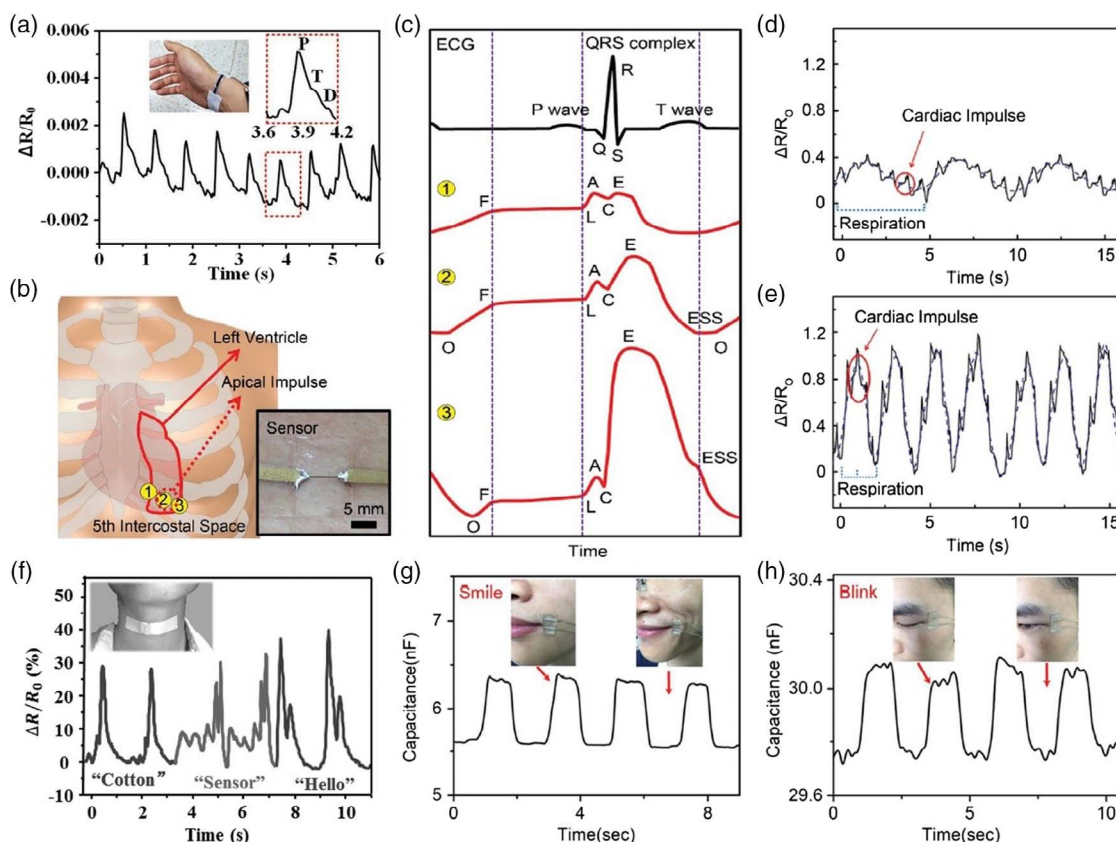 (a)
0.006
0.004
0.002
0.000
-0.002
ΔR/R₀
P
T
D
3.6 3.9 4.2
0 1 2 3 4 5 6
Time (s)
(b)
Left Ventricle
Apical Impulse
Sensor
5 mm
1
2
3
5th Intercostal Space
(c)
ECG
QRS complex
R
P wave
T wave
Q
S
1
F
A
E
L
C
2
E
F
A
L
C
ESS
O
O
3
E
ESS
A
F
L
C
O
Time
(d)
1.2
0.8
0.4
0
ΔR/Rₒ
Cardiac Impulse
Respiration
0 5 10 15
Time (s)
(e)
1.2
0.8
0.4
0
ΔR/Rₒ
Cardiac Impulse
Respiration
0 5 10 15
Time (s)
(f)
50
40
30
20
10
0
-10
ΔR/R₀ (%)
“Cotton” “Sensor” “Hello”
0 2 4 6 8 10
Time (s)
(g)
7
6
5
Capacitance(nF)
Smile
0 4 8
Time(sec)
(h)
30.4
30.0
29.6
Capacitance (nF)
Blink
0 5 10
Time(sec)